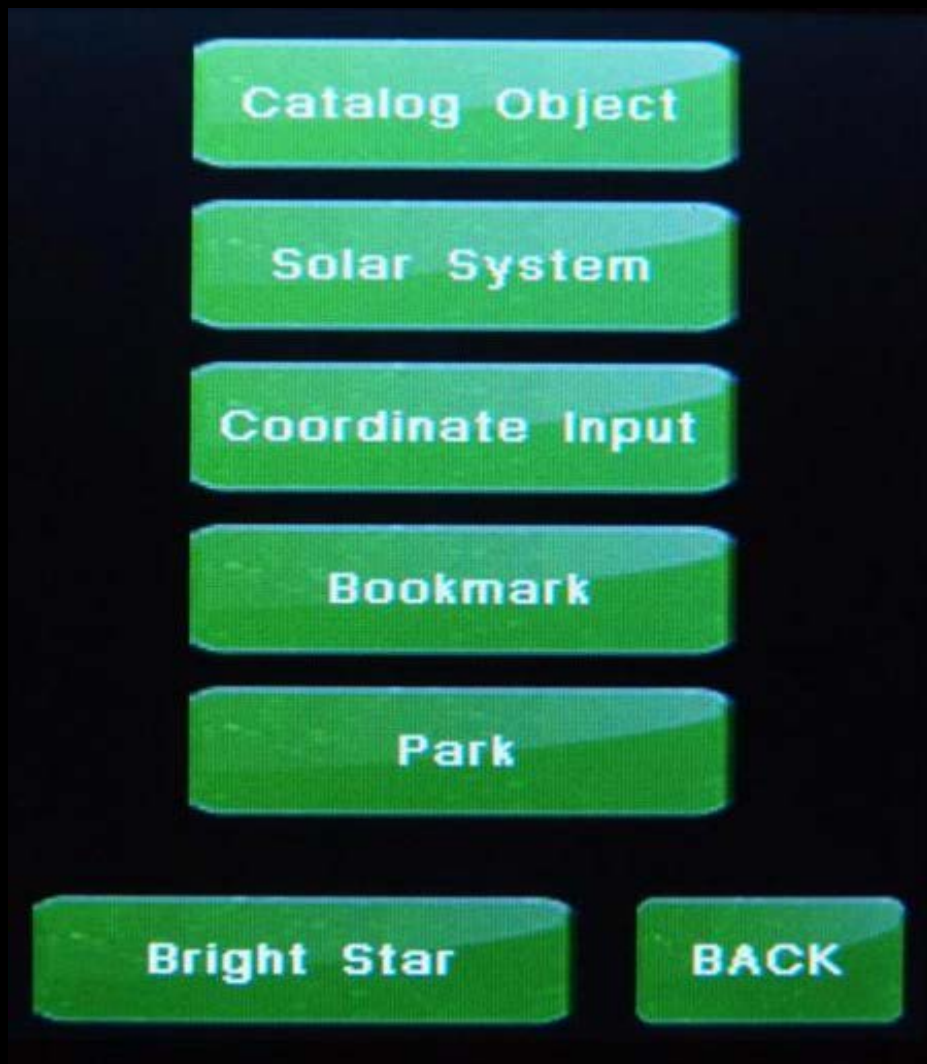 Catalog Object
Solar System
Coordinate Input
Bookmark
Park
Bright Star
BACK